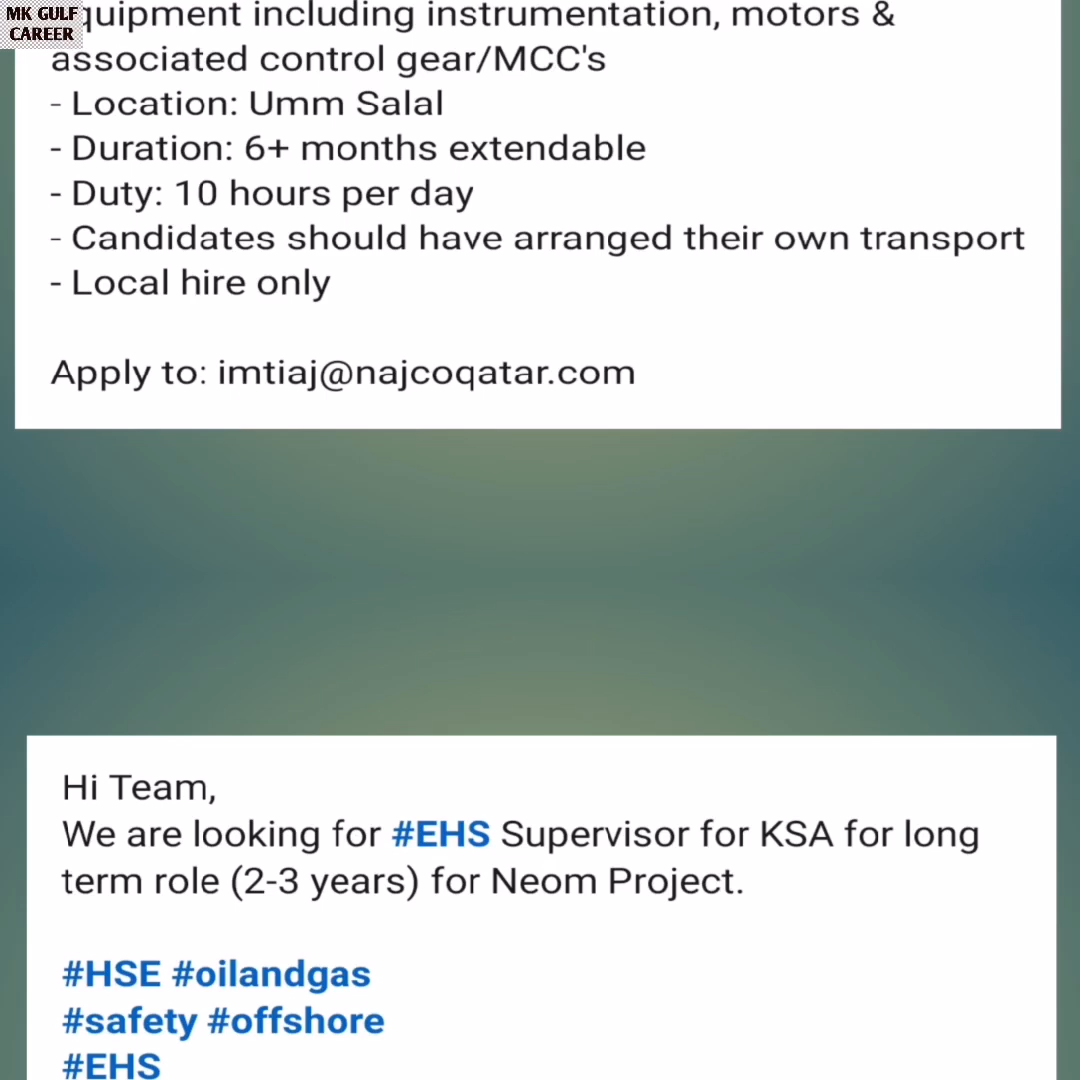 MK GULF
CAREER
quipment including instrumentation, motors &
associated control gear/MCC's
- Location: Umm Salal
- Duration: 6+ months extendable
- Duty: 10 hours per day
- Candidates should have arranged their own transport
- Local hire only
Apply to: imtiaj@najcoqatar.com
Hi Team,
We are looking for #EHS Supervisor for KSA for long
term role (2-3 years) for Neom Project.
#HSE #oilandgas
#safety #offshore
#EHS